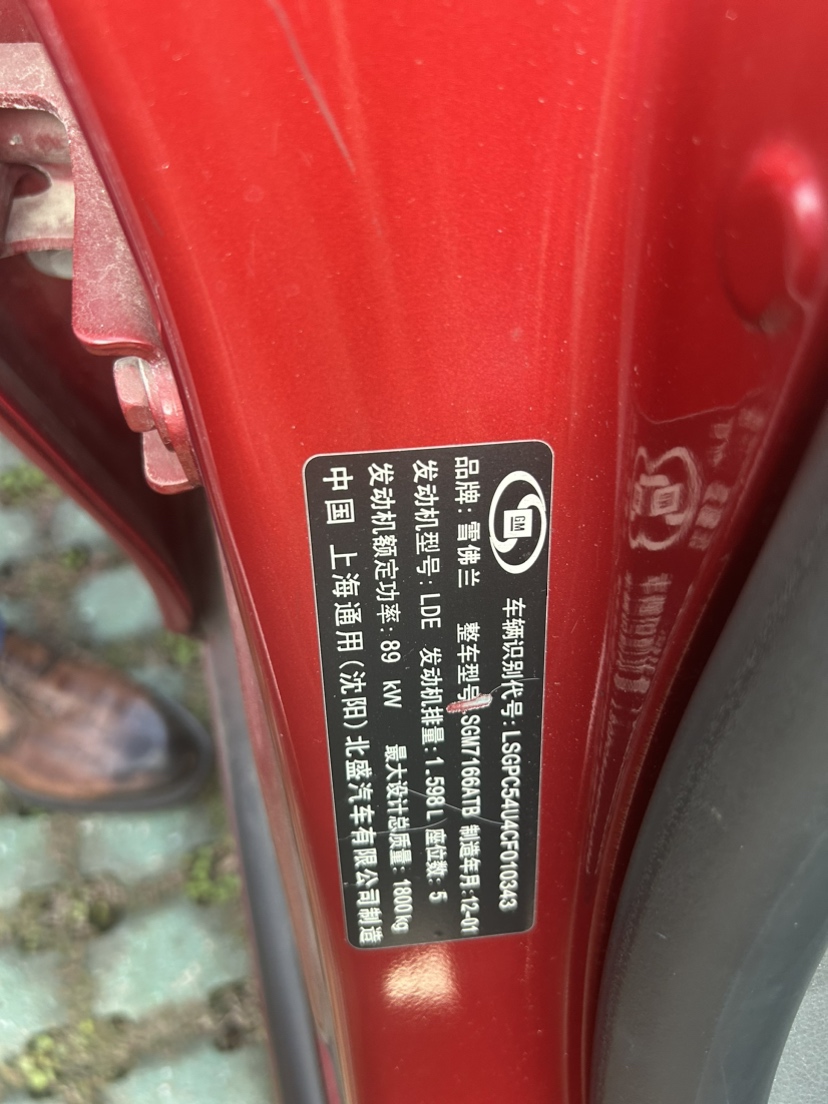 GM
车辆识别代号: LSGPC54U4CF010343
品牌: 雪佛兰 整车型号: SGM7166ATB 制造年月: 12-01
发动机型号: LDE 发动机排量: 1.598L 座位数: 5
发动机额定功率: 89 kW 最大设计总质量: 1800kg
中国 上海通用(沈阳)北盛汽车有限公司制造